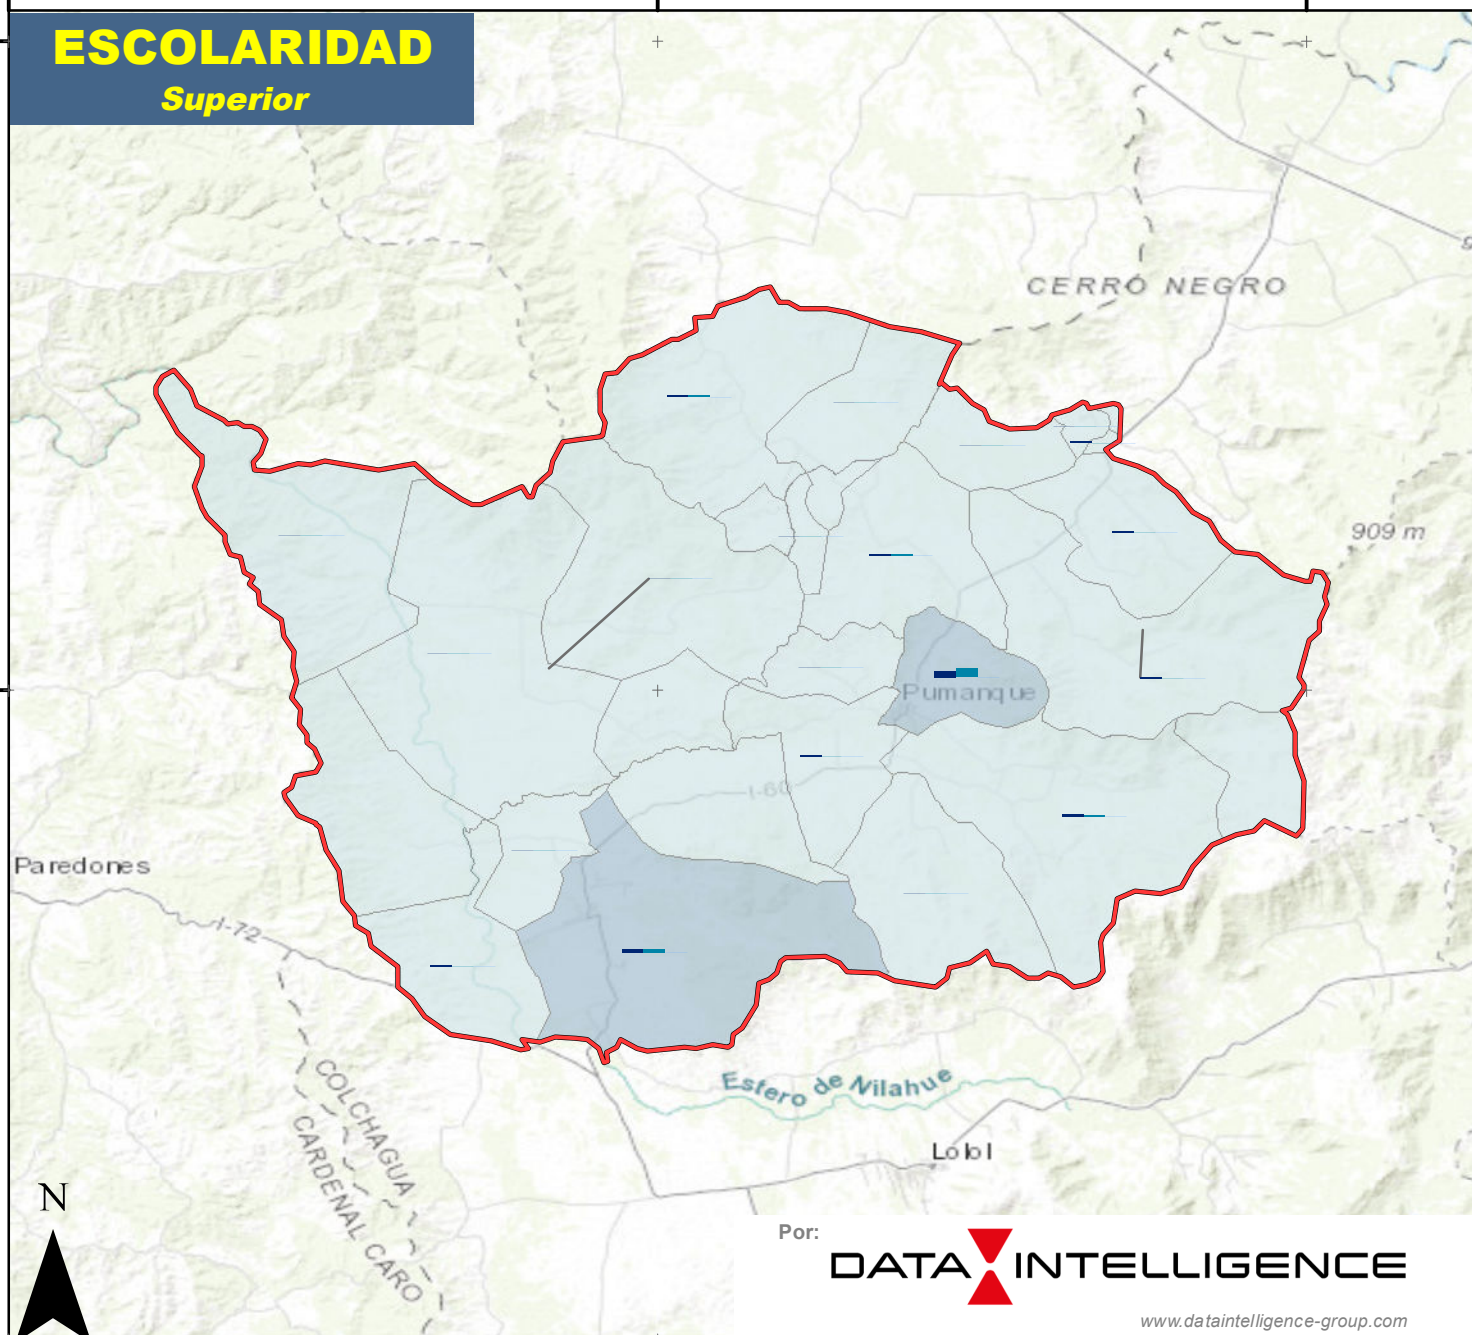 ESCOLARIDAD
Superior
CERRO NEGRO
909 m
Pumanque
I-60
Paredones
I-72
Estero de Nilahue
COLCHAGUA
CARDENAL CARO
Lolol
N
Por:
DATA INTELLIGENCE
www.dataintelligence-group.com